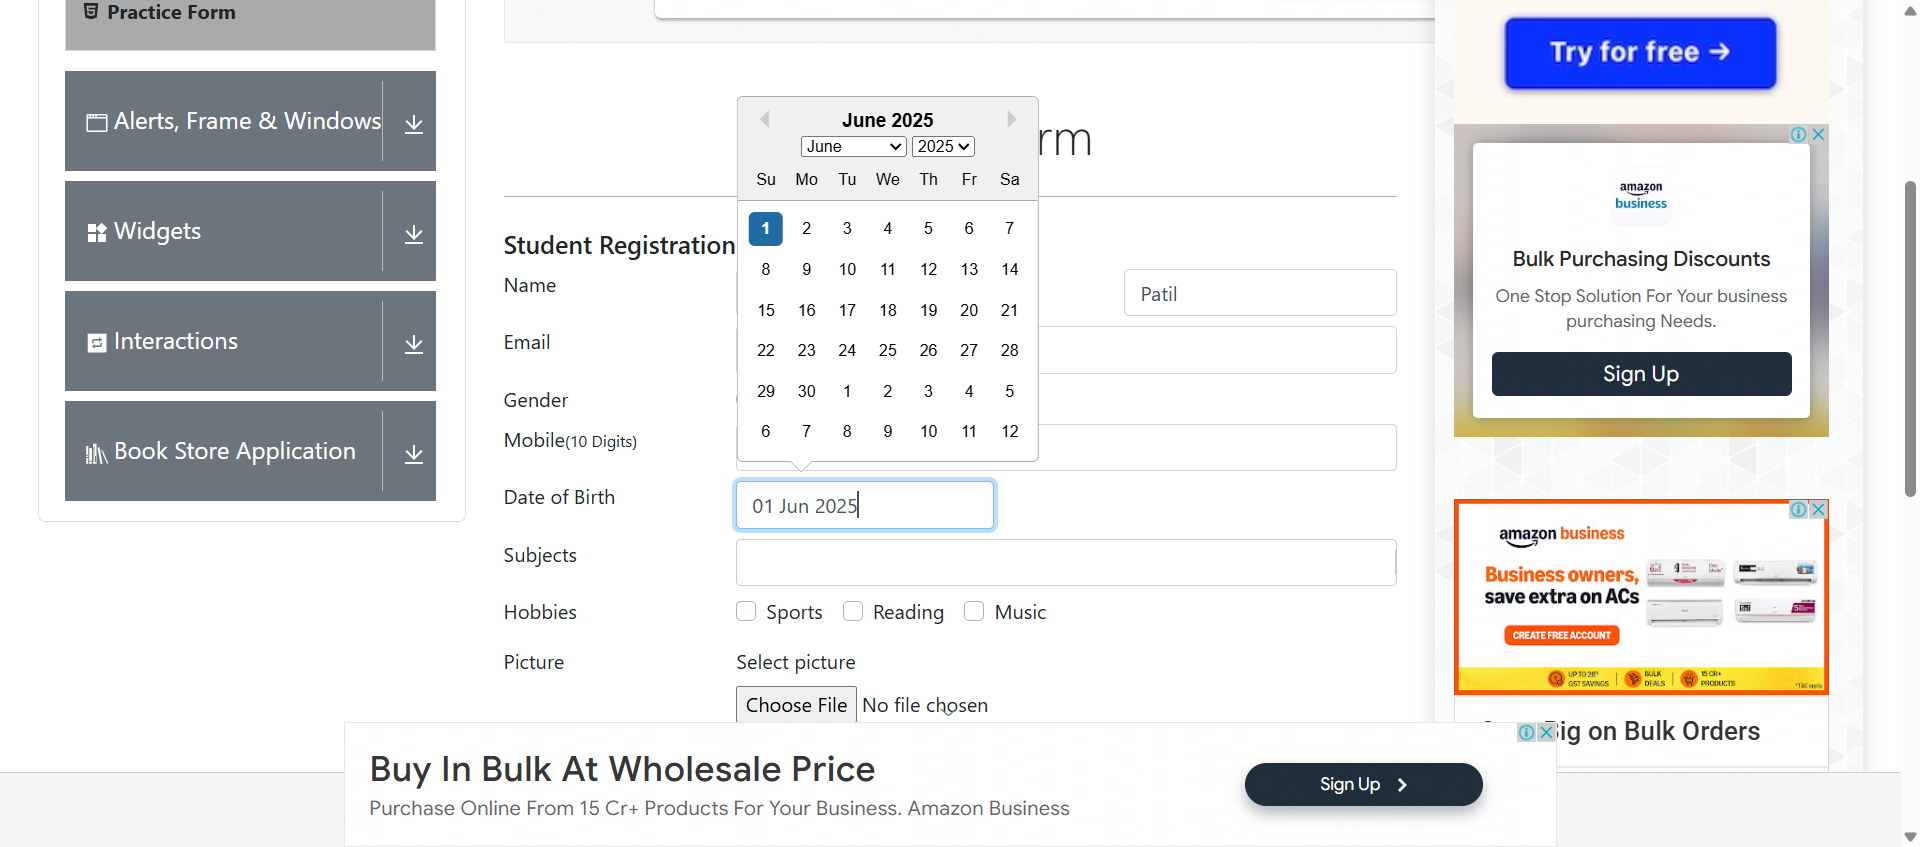 Practice Form
Alerts, Frame & Windows
Widgets
Interactions
Book Store Application
rm
June 2025
June
2025
Su Mo Tu We Th Fr Sa
1 2 3 4 5 6 7
8 9 10 11 12 13 14
15 16 17 18 19 20 21
22 23 24 25 26 27 28
29 30 1 2 3 4 5
6 7 8 9 10 11 12
Student Registration
Name
Patil
Email
Gender
Mobile(10 Digits)
Date of Birth
01 Jun 2025
Subjects
Hobbies
Sports
Reading
Music
Picture
Select picture
Choose File No file chosen
Try for free →
amazon
business
Bulk Purchasing Discounts
One Stop Solution For Your business
purchasing Needs.
Sign Up
amazon business
Business owners,
save extra on ACs
CREATE FREE ACCOUNT
UP TO 28%
GST SAVINGS
BULK
DEALS
15 CR+
PRODUCTS
*T&C apply
Big on Bulk Orders
Buy In Bulk At Wholesale Price
Purchase Online From 15 Cr+ Products For Your Business. Amazon Business
Sign Up